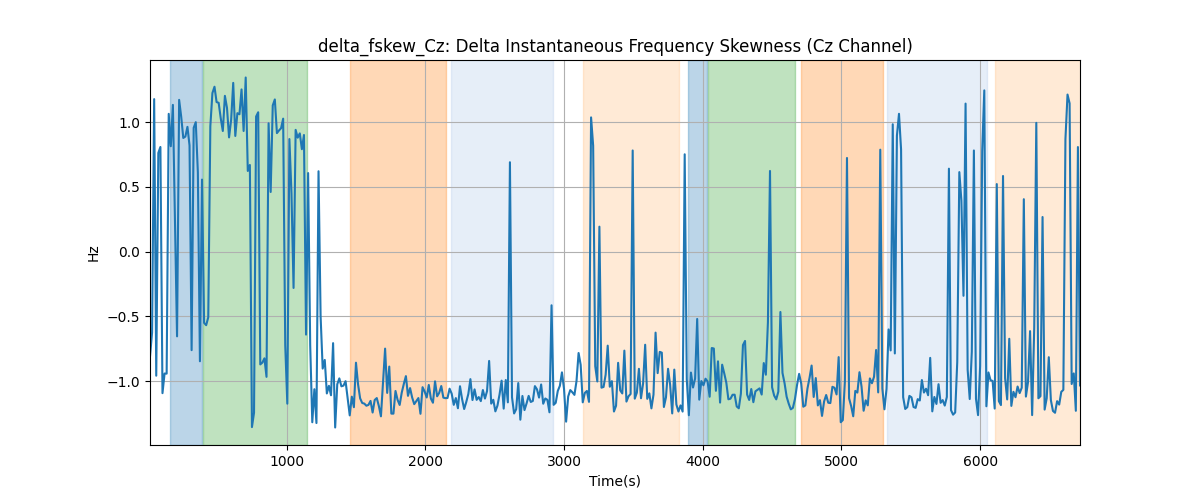 delta_fskew_Cz: Delta Instantaneous Frequency Skewness (Cz Channel)
1.0
0.5
0.0
−0.5
−1.0
Hz
1000 2000 3000 4000 5000 6000
Time(s)